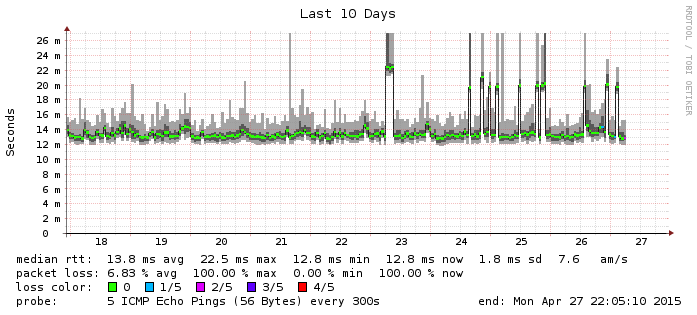 Last 10 Days
RRDTOOL / TOBI OETIKER
Seconds
26 m
24 m
22 m
20 m
18 m
16 m
14 m
12 m
10 m
8 m
6 m
4 m
2 m
0
18 19 20 21 22 23 24 25 26 27
median rtt: 13.8 ms avg 22.5 ms max 12.8 ms min 12.8 ms now 1.8 ms sd 7.6 am/s
packet loss: 6.83 % avg 100.00 % max 0.00 % min 100.00 % now
loss color: 0 1/5 2/5 3/5 4/5
probe: 5 ICMP Echo Pings (56 Bytes) every 300s end: Mon Apr 27 22:05:10 2015